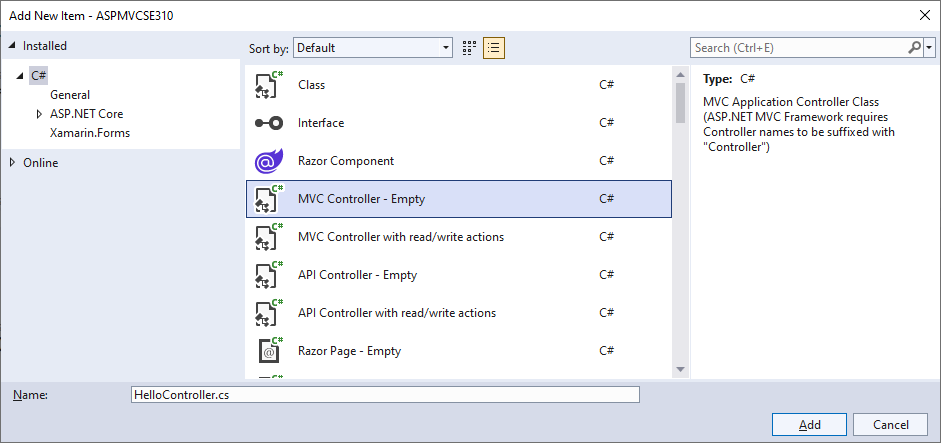 Add New Item - ASPMVCSE310
Installed
C#
General
ASP.NET Core
Xamarin.Forms
Online
Sort by: Default
Search (Ctrl+E)
C# Class C#
Interface C#
@ Razor Component C#
C# MVC Controller - Empty C#
C# MVC Controller with read/write actions C#
C# API Controller - Empty C#
C# API Controller with read/write actions C#
@ Razor Page - Empty C#
C#
Type: C#
MVC Application Controller Class
(ASP.NET MVC Framework requires
Controller names to be suffixed with
"Controller")
Name: HelloController.cs
Add Cancel